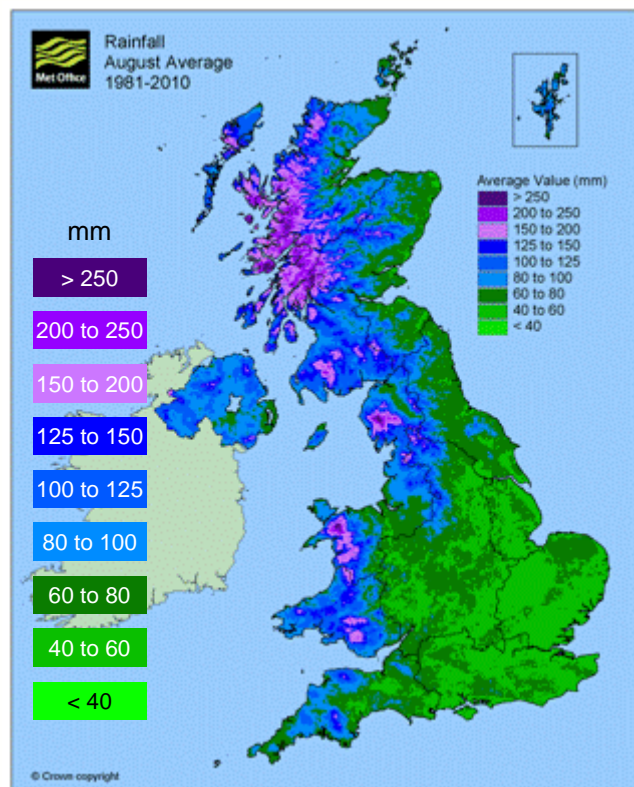 Met Office
Rainfall
August Average
1981-2010
Average Value (mm)
> 250
200 to 250
150 to 200
125 to 150
100 to 125
80 to 100
60 to 80
40 to 60
< 40
mm
> 250
200 to 250
150 to 200
125 to 150
100 to 125
80 to 100
60 to 80
40 to 60
< 40
© Crown copyright